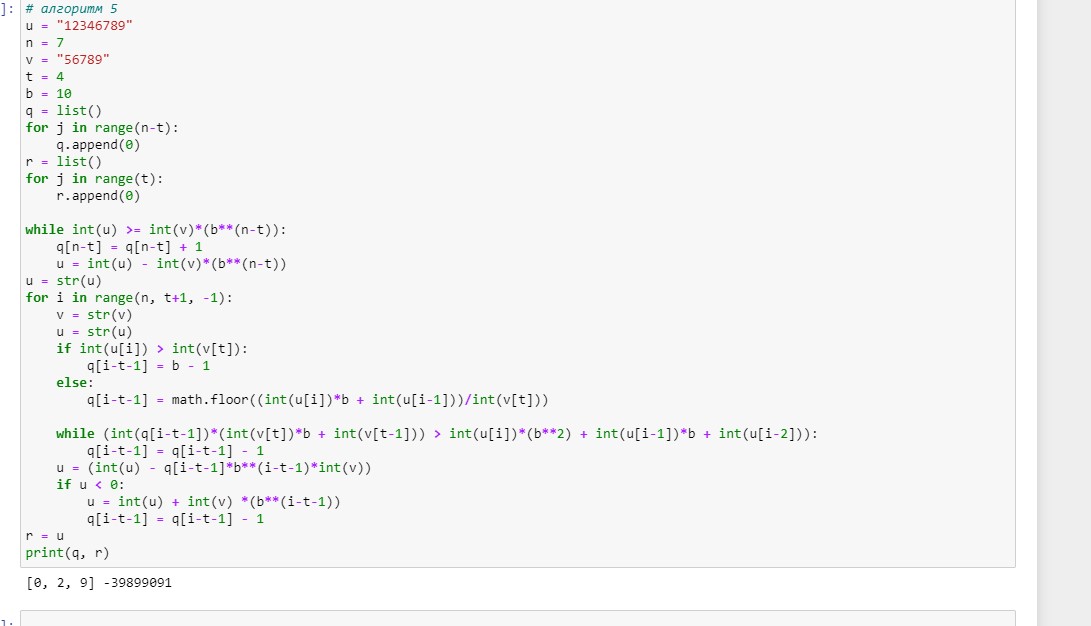 ]: # алгоритм 5
u = "12346789"
n = 7
v = "56789"
t = 4
b = 10
q = list()
for j in range(n-t):
    q.append(0)
r = list()
for j in range(t):
    r.append(0)
while int(u) >= int(v)*(b**(n-t)):
    q[n-t] = q[n-t] + 1
    u = int(u) - int(v)*(b**(n-t))
u = str(u)
for i in range(n, t+1, -1):
    v = str(v)
    u = str(u)
    if int(u[i]) > int(v[t]):
        q[i-t-1] = b - 1
    else:
        q[i-t-1] = math.floor((int(u[i])*b + int(u[i-1]))/int(v[t]))
    while (int(q[i-t-1])*(int(v[t])*b + int(v[t-1])) > int(u[i])*(b**2) + int(u[i-1])*b + int(u[i-2])):
        q[i-t-1] = q[i-t-1] - 1
    u = (int(u) - q[i-t-1]*b**(i-t-1)*int(v))
    if u < 0:
        u = int(u) + int(v) *(b**(i-t-1))
        q[i-t-1] = q[i-t-1] - 1
r = u
print(q, r)
[0, 2, 9] -39899091
]: